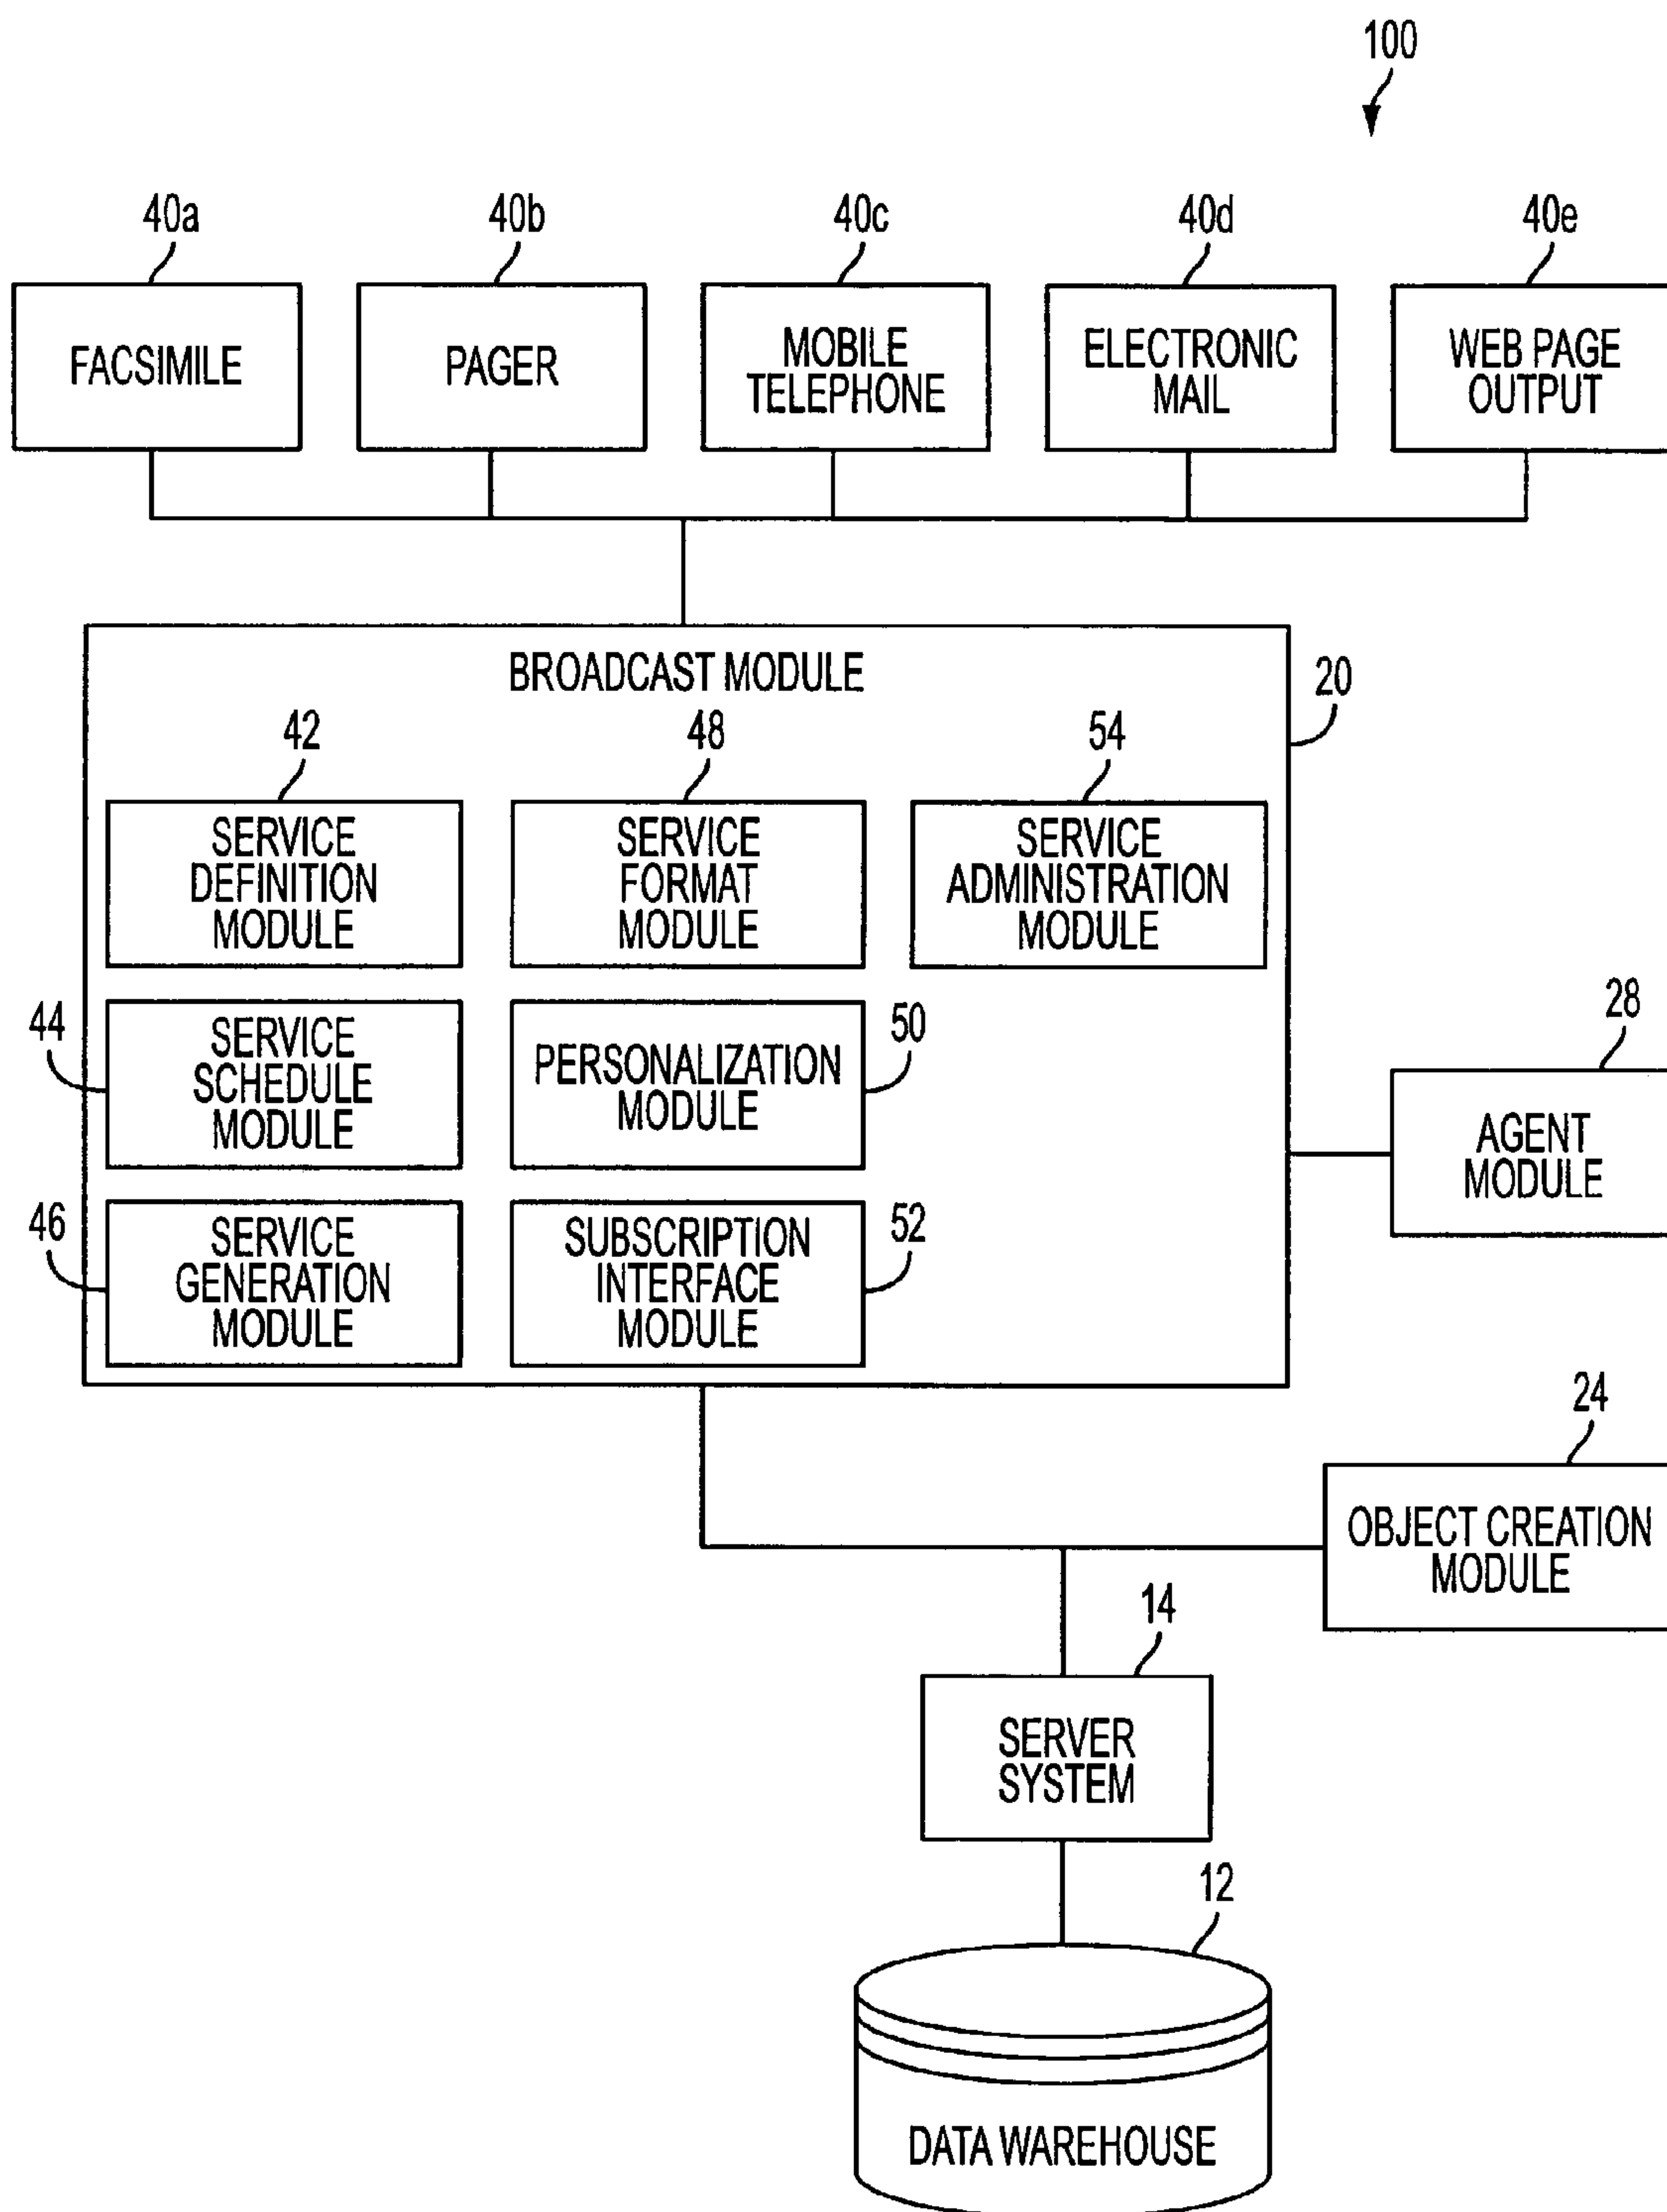 100
40a
40b
40c
40d
40e
FACSIMILE
PAGER
MOBILE
TELEPHONE
ELECTRONIC
MAIL
WEB PAGE
OUTPUT
BROADCAST MODULE
20
42
48
54
SERVICE
DEFINITION
MODULE
SERVICE
FORMAT
MODULE
SERVICE
ADMINISTRATION
MODULE
44
SERVICE
SCHEDULE
MODULE
PERSONALIZATION
MODULE
50
28
AGENT
MODULE
46
SERVICE
GENERATION
MODULE
SUBSCRIPTION
INTERFACE
MODULE
52
24
OBJECT CREATION
MODULE
14
SERVER
SYSTEM
12
DATA WAREHOUSE